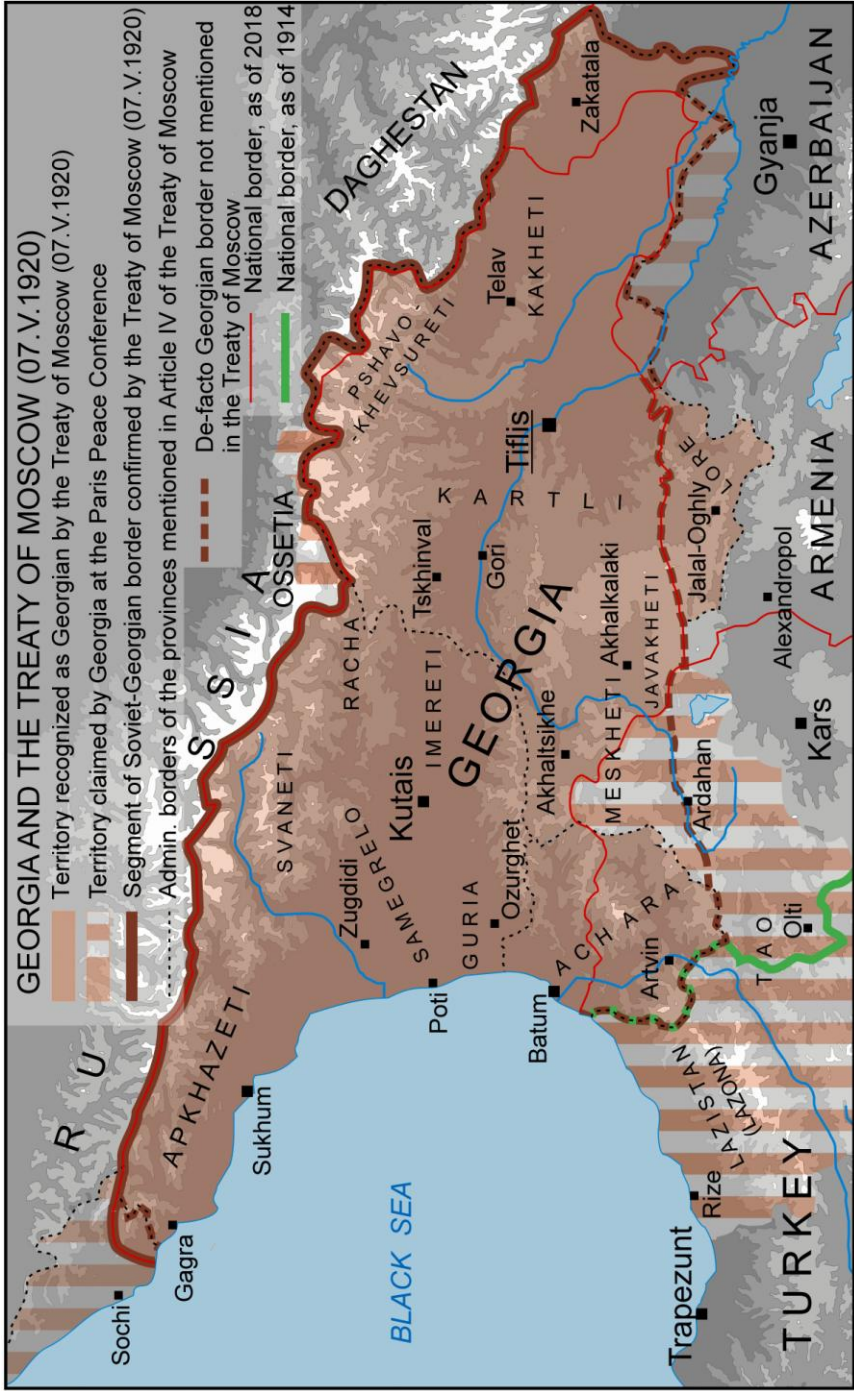 GEORGIA AND THE TREATY OF MOSCOW (07.V.1920)
Territory recognized as Georgian by the Treaty of Moscow (07.V.1920)
Territory claimed by Georgia at the Paris Peace Conference
Segment of Soviet-Georgian border confirmed by the Treaty of Moscow (07.V.1920)
Admin. borders of the provinces mentioned in Article IV of the Treaty of Moscow
De-facto Georgian border not mentioned
in the Treaty of Moscow
National border, as of 2018
National border, as of 1914
RUSSIA
OSSETIA
DAGHESTAN
Sochi
Gagra
APKHAZETI
Sukhum
SVANETI
RACHA
Zugdidi
SAMEGRELO
Kutais
IMERETI
Tskhinval
PSHAVO-
-KHEVSURETI
Telav
KAKHETI
Zakatala
Poti
GURIA
Ozurghet
GEORGIA
Gori
KARTLI
Tiflis
BLACK SEA
Batum
ACHARA
Akhaltsikhe
MESKHETI
Akhalkalaki
JAVAKHETI
Artvin
Ardahan
Jalal-Oghly
LORE
Gyanja
AZERBAIJAN
Trapezunt
Rize
LAZISTAN
(LAZONA)
TAO
Olti
Kars
Alexandropol
ARMENIA
TURKEY